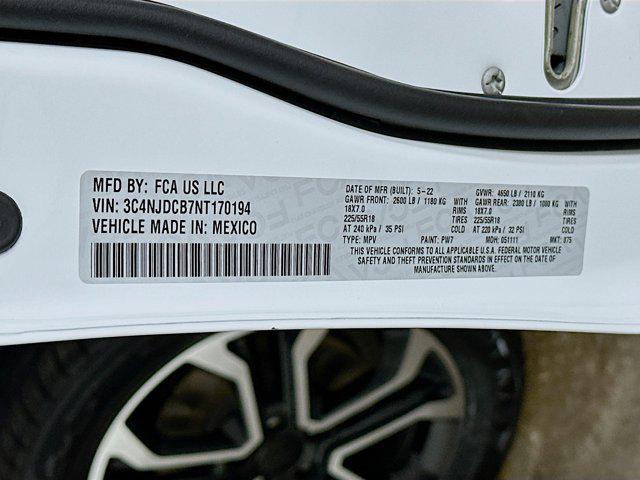 MFD BY: FCA US LLC
VIN: 3C4NJDCB7NT170194
VEHICLE MADE IN: MEXICO
DATE OF MFR (BUILT): 5-22 GVWR: 4650 LB / 2110 KG
GAWR FRONT: 2600 LB / 1180 KG WITH GAWR REAR: 2380 LB / 1080 KG WITH
18X7.0 RIMS 18X7.0 RIMS
225/55R18 TIRES 225/55R18 TIRES
AT 240 kPa / 35 PSI COLD AT 220 kPa / 32 PSI COLD
TYPE: MPV PAINT: PW7 MDH: 051111 MKT: 875
THIS VEHICLE CONFORMS TO ALL APPLICABLE U.S.A. FEDERAL MOTOR VEHICLE
SAFETY AND THEFT PREVENTION STANDARDS IN EFFECT ON THE DATE OF
MANUFACTURE SHOWN ABOVE.